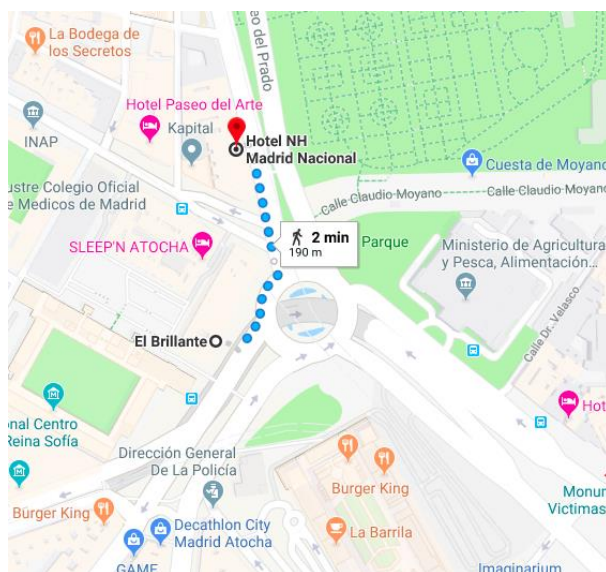 La Bodega de
los Secretos
eo del Prado
Hotel Paseo del Arte
Kapital
INAP
Hotel NH
Madrid Nacional
Cuesta de Moyano
Calle Claudio Moyano
Calle Claudio Moyano
ustre Colegio Oficial
e Medicos de Madrid
SLEEP'N ATOCHA
2 min
190 m
Parque
Ministerio de Agricultura
y Pesca, Alimentación...
Calle Dr. Velasco
El Brillante
Hot
onal Centro
Reina Sofía
Dirección General
De La Policía
Burger King
Monum
Victimas
Burger King
Decathlon City
Madrid Atocha
La Barrila
GAME
Imaginarium